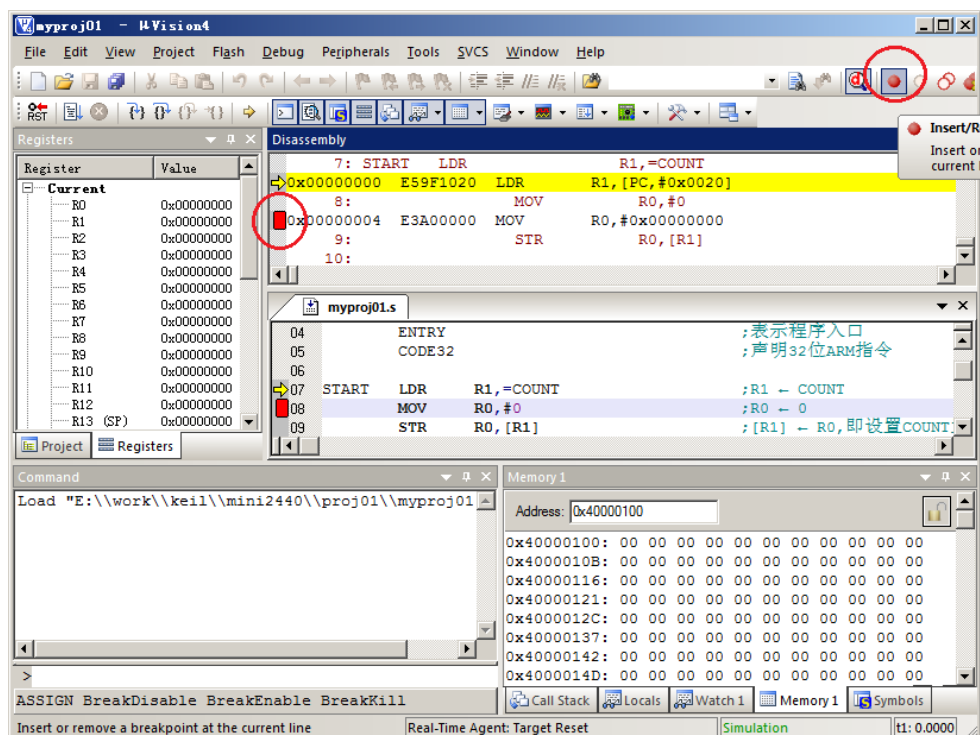 myproj01 - μVision4
File Edit View Project Flash Debug Peripherals Tools SVCS Window Help
RST
Registers
Register Value
Current
R0 0x00000000
R1 0x00000000
R2 0x00000000
R3 0x00000000
R4 0x00000000
R5 0x00000000
R6 0x00000000
R7 0x00000000
R8 0x00000000
R9 0x00000000
R10 0x00000000
R11 0x00000000
R12 0x00000000
R13 (SP) 0x00000000
Project Registers
Disassembly
7: START LDR R1,=COUNT
0x00000000 E59F1020 LDR R1,[PC,#0x0020]
8: MOV R0,#0
0x00000004 E3A00000 MOV R0,#0x00000000
9: STR R0,[R1]
10:
Insert/R
Insert or
current
myproj01.s
04 ENTRY ;表示程序入口
05 CODE32 ;声明32位ARM指令
06
07 START LDR R1,=COUNT ;R1 ← COUNT
08 MOV R0,#0 ;R0 ← 0
09 STR R0,[R1] ;[R1] ← R0,即设置COUNT
Command
Load "E:\\work\\keil\\mini2440\\proj01\\myproj01
>
ASSIGN BreakDisable BreakEnable BreakKill
Memory 1
Address: 0x40000100
0x40000100: 00 00 00 00 00 00 00 00 00 00 00
0x4000010B: 00 00 00 00 00 00 00 00 00 00 00
0x40000116: 00 00 00 00 00 00 00 00 00 00 00
0x40000121: 00 00 00 00 00 00 00 00 00 00 00
0x4000012C: 00 00 00 00 00 00 00 00 00 00 00
0x40000137: 00 00 00 00 00 00 00 00 00 00 00
0x40000142: 00 00 00 00 00 00 00 00 00 00 00
0x4000014D: 00 00 00 00 00 00 00 00 00 00 00
Call Stack Locals Watch 1 Memory 1 Symbols
Insert or remove a breakpoint at the current line Real-Time Agent: Target Reset Simulation t1: 0.0000